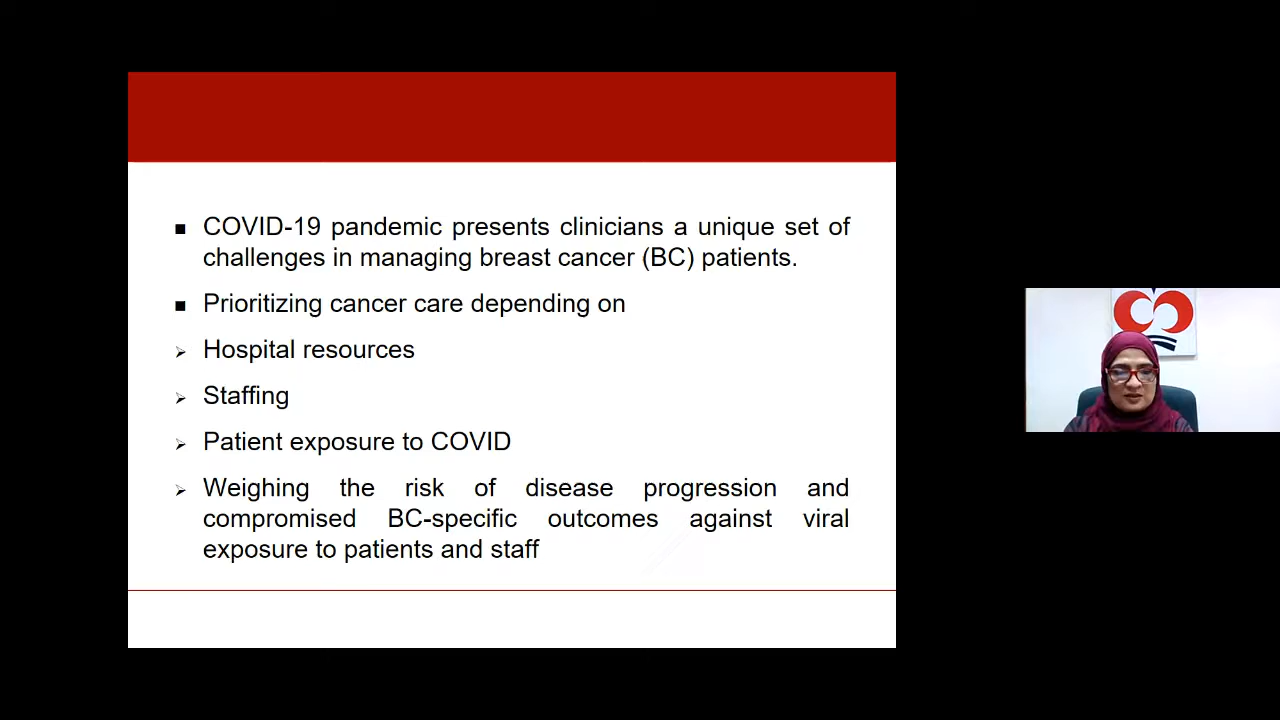 COVID-19 pandemic presents clinicians a unique set of
challenges in managing breast cancer (BC) patients.
Prioritizing cancer care depending on
Hospital resources
Staffing
Patient exposure to COVID
Weighing the risk of disease progression and
compromised BC-specific outcomes against viral
exposure to patients and staff